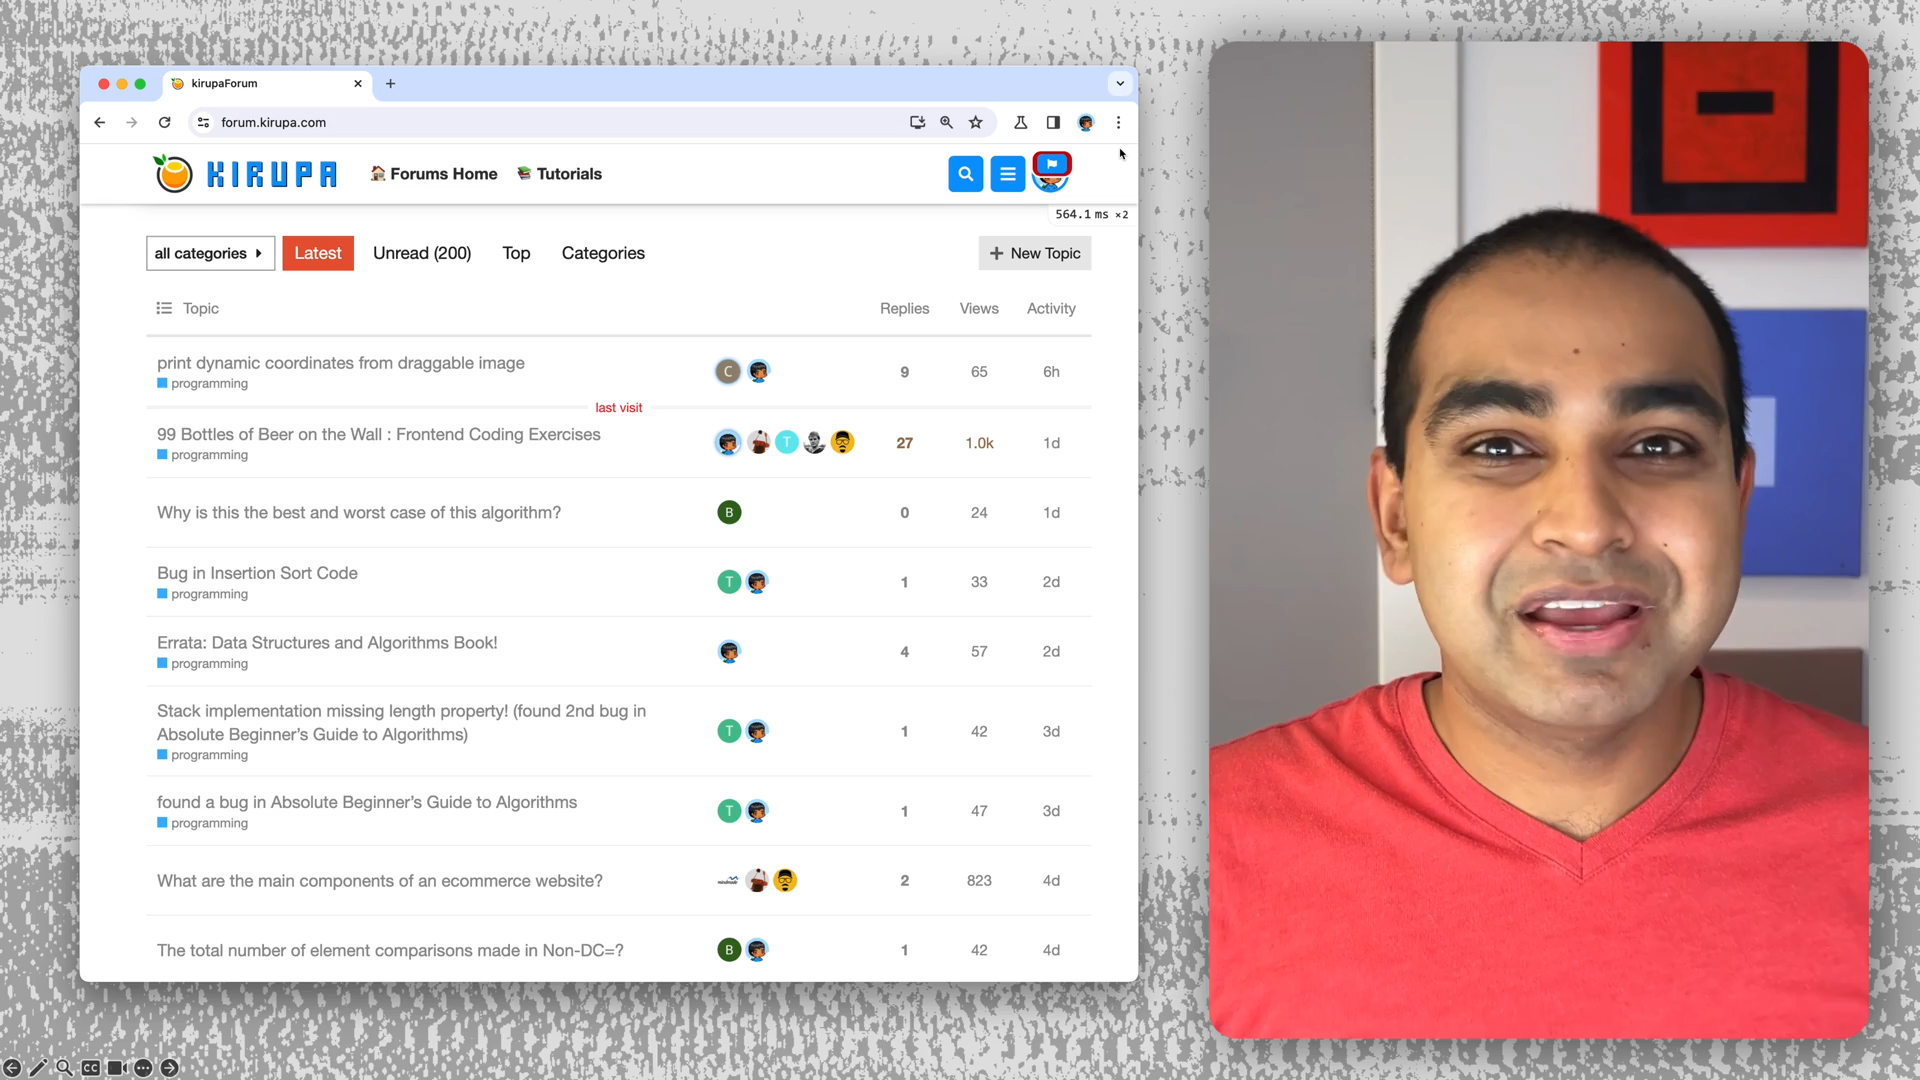 kirupaForum
forum.kirupa.com
KIRUPA
Forums Home
Tutorials
564.1 ms ×2
all categories
Latest
Unread (200)
Top
Categories
New Topic
Topic
Replies
Views
Activity
print dynamic coordinates from draggable image
programming
C
9
65
6h
last visit
99 Bottles of Beer on the Wall : Frontend Coding Exercises
programming
T
27
1.0k
1d
Why is this the best and worst case of this algorithm?
B
0
24
1d
Bug in Insertion Sort Code
programming
T
1
33
2d
Errata: Data Structures and Algorithms Book!
programming
4
57
2d
Stack implementation missing length property! (found 2nd bug in
Absolute Beginner’s Guide to Algorithms)
programming
T
1
42
3d
found a bug in Absolute Beginner’s Guide to Algorithms
programming
T
1
47
3d
What are the main components of an ecommerce website?
2
823
4d
The total number of element comparisons made in Non-DC=?
B
1
42
4d
CC